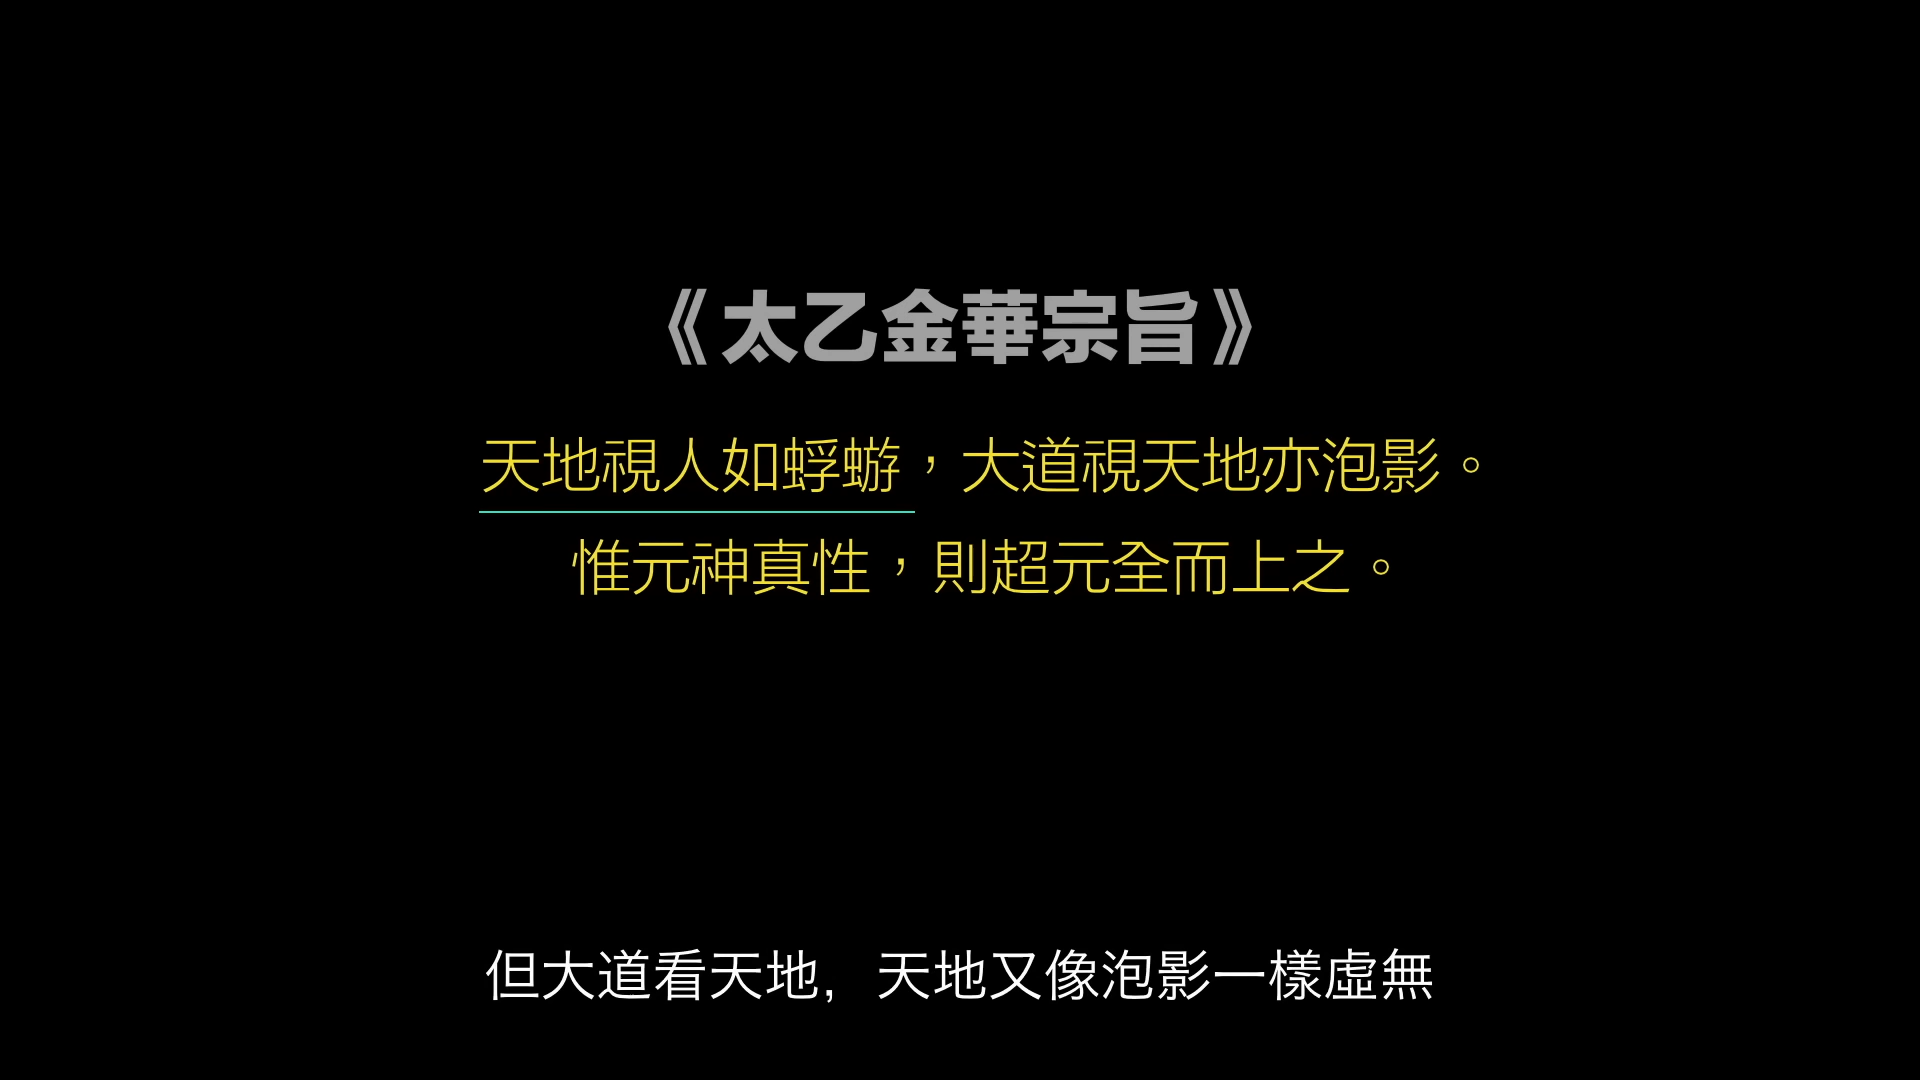 《太乙金華宗旨》
天地視人如蜉蝣，大道視天地亦泡影。
惟元神真性，則超元全而上之。
但大道看天地，天地又像泡影一樣虛無